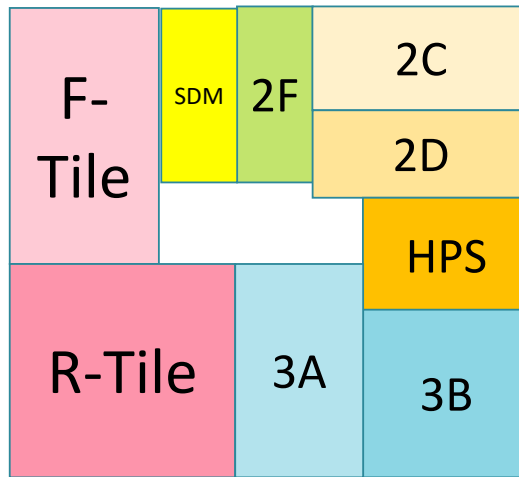 F-
Tile
SDM
2F
2C
2D
HPS
R-Tile
3A
3B